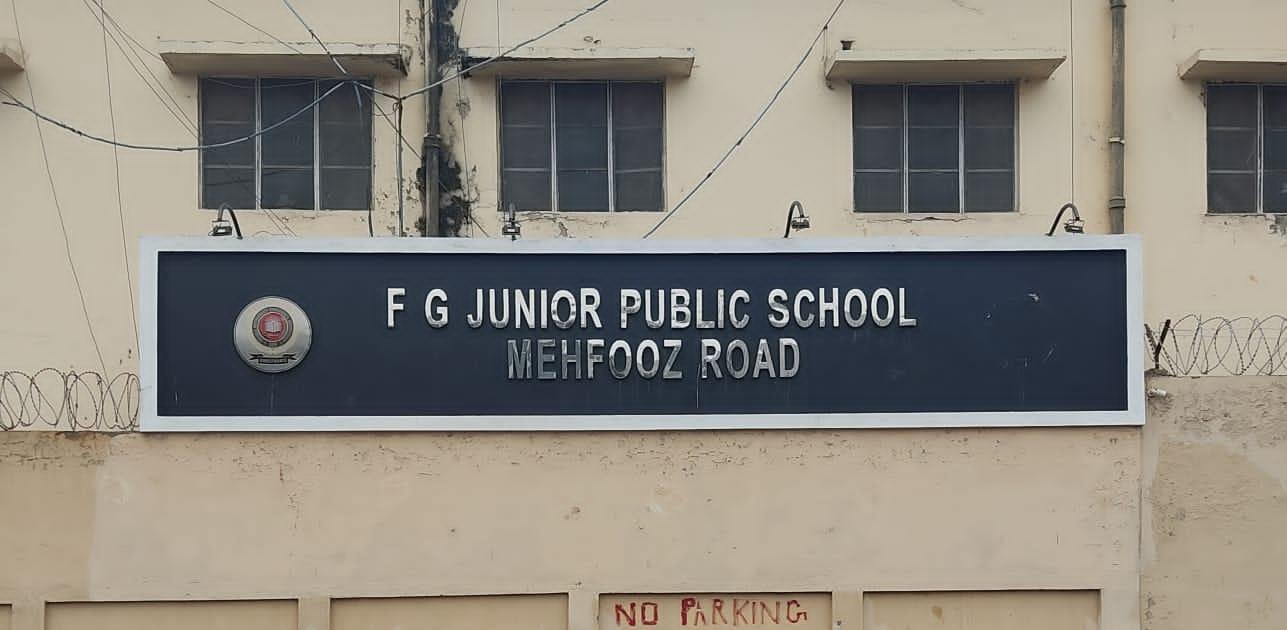 F G JUNIOR PUBLIC SCHOOL
MEHFOOZ ROAD
NO PARKING